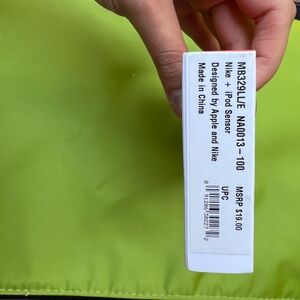 MB329LL/E NA0013-100
Nike + iPod Sensor
Designed by Apple and Nike
Made in China
MSRP $19.00
UPC